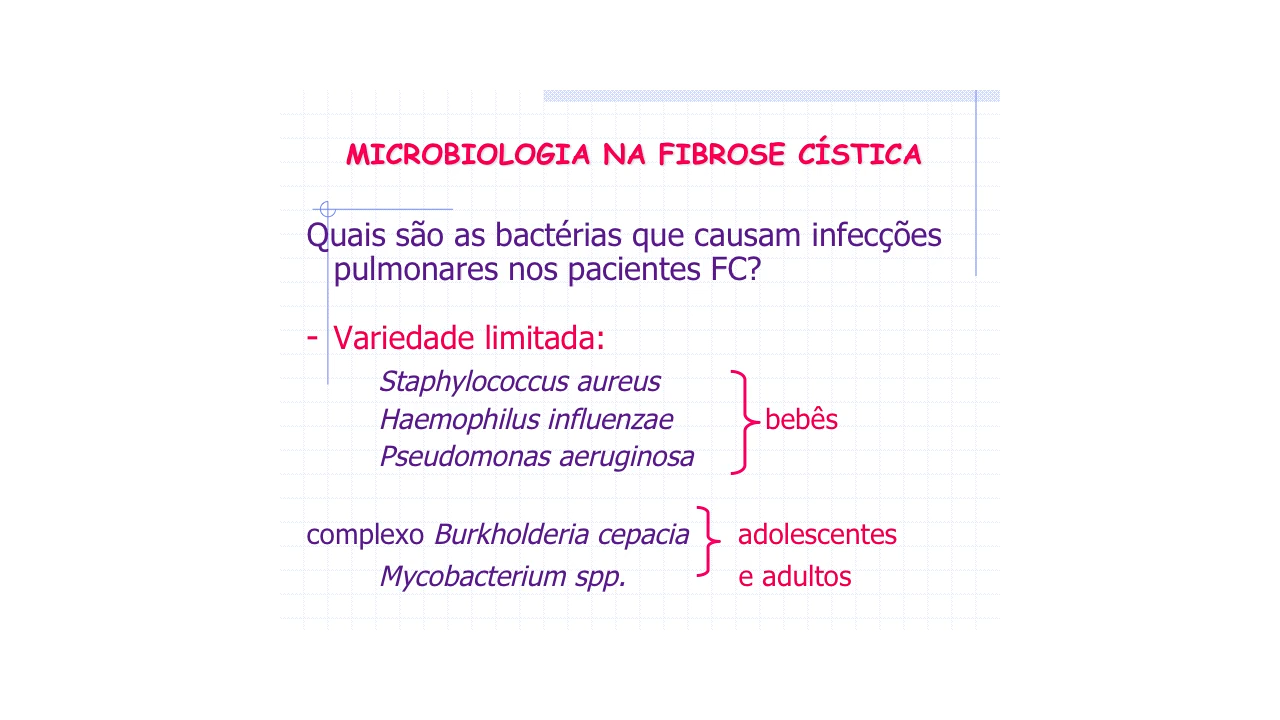 MICROBIOLOGIA NA FIBROSE CÍSTICA
Quais são as bactérias que causam infecções
pulmonares nos pacientes FC?
- Variedade limitada:
Staphylococcus aureus
Haemophilus influenzae
bebês
Pseudomonas aeruginosa
complexo Burkholderia cepacia
adolescentes
Mycobacterium spp.
e adultos